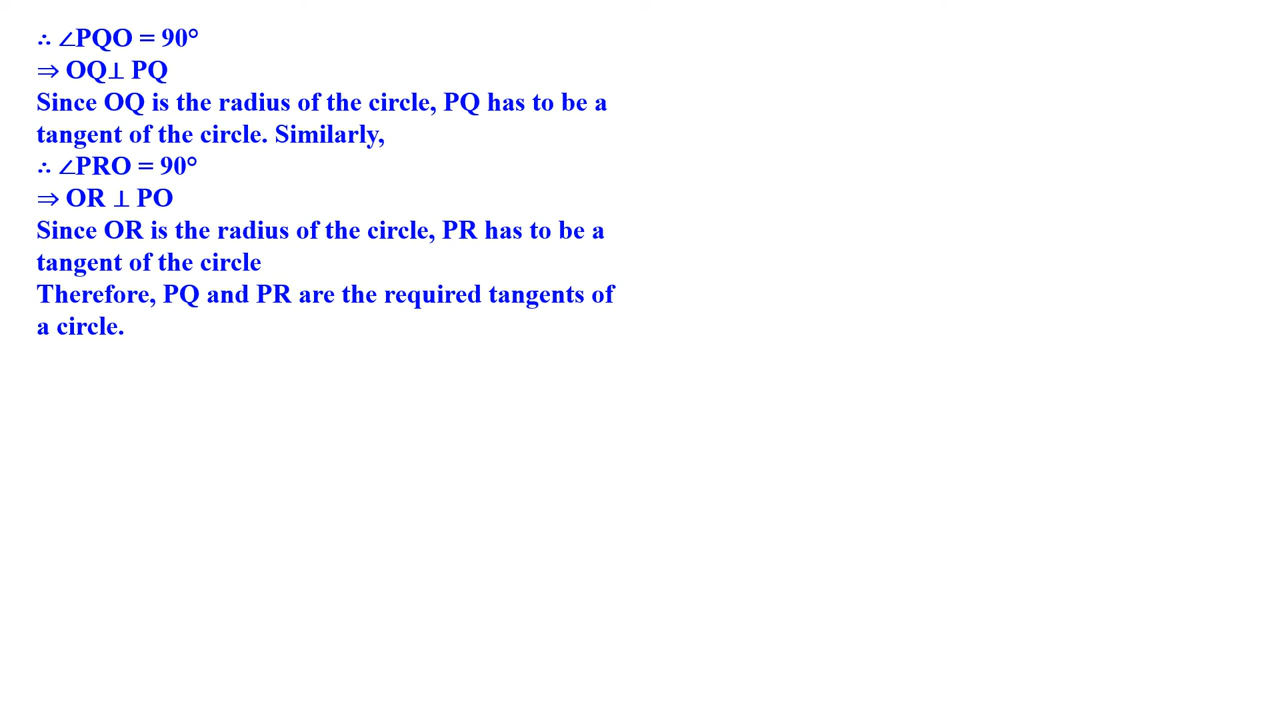 ∴ ∠PQO = 90°
⇒ OQ⊥ PQ
Since OQ is the radius of the circle, PQ has to be a
tangent of the circle. Similarly,
∴ ∠PRO = 90°
⇒ OR ⊥ PO
Since OR is the radius of the circle, PR has to be a
tangent of the circle
Therefore, PQ and PR are the required tangents of
a circle.